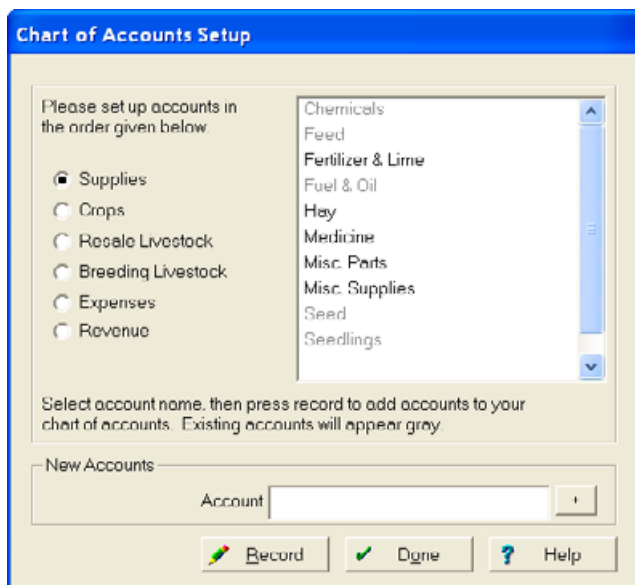 Chart of Accounts Setup
Please set up accounts in
the order given below.
Supplies
Crops
Resale Livestock
Breeding Livestock
Expenses
Revenue
Chemicals
Feed
Fertilizer & Lime
Fuel & Oil
Hay
Medicine
Misc. Parts
Misc. Supplies
Seed
Seedlings
Select account name, then press record to add accounts to your
chart of accounts. Existing accounts will appear gray.
New Accounts
Account
+
Record
Done
Help